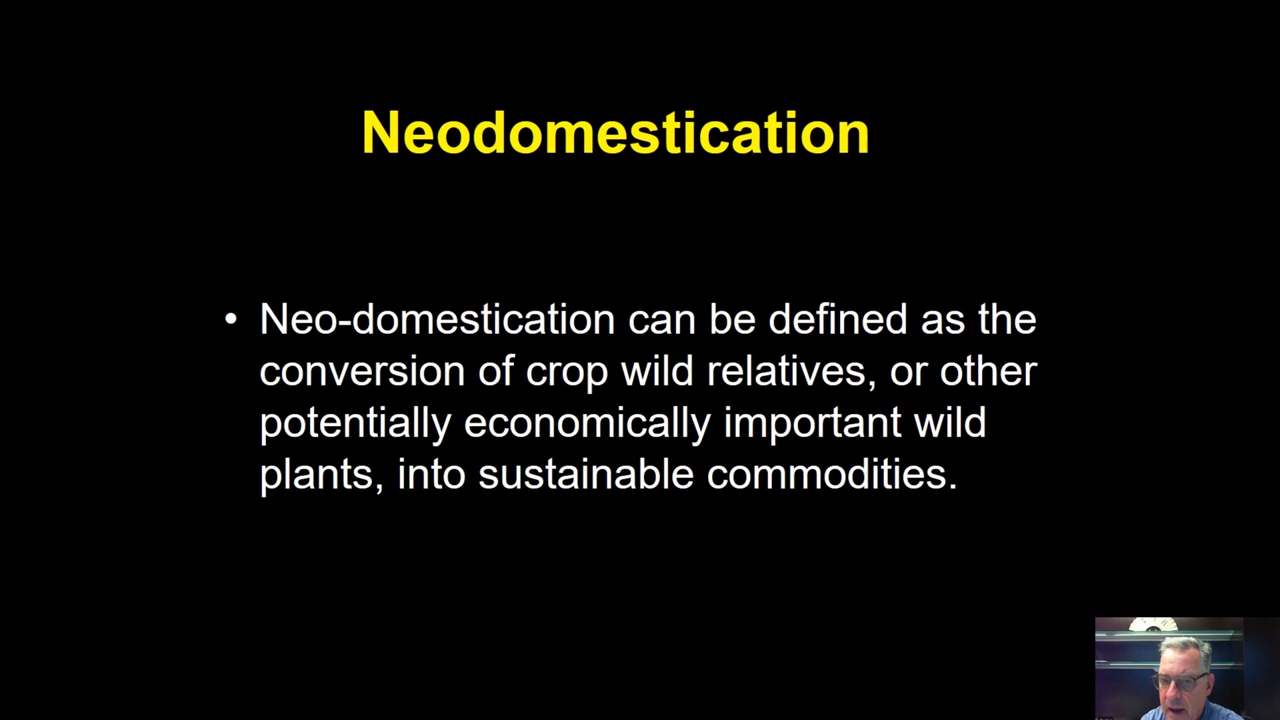 Neodomestication
• Neo-domestication can be defined as the
conversion of crop wild relatives, or other
potentially economically important wild
plants, into sustainable commodities.